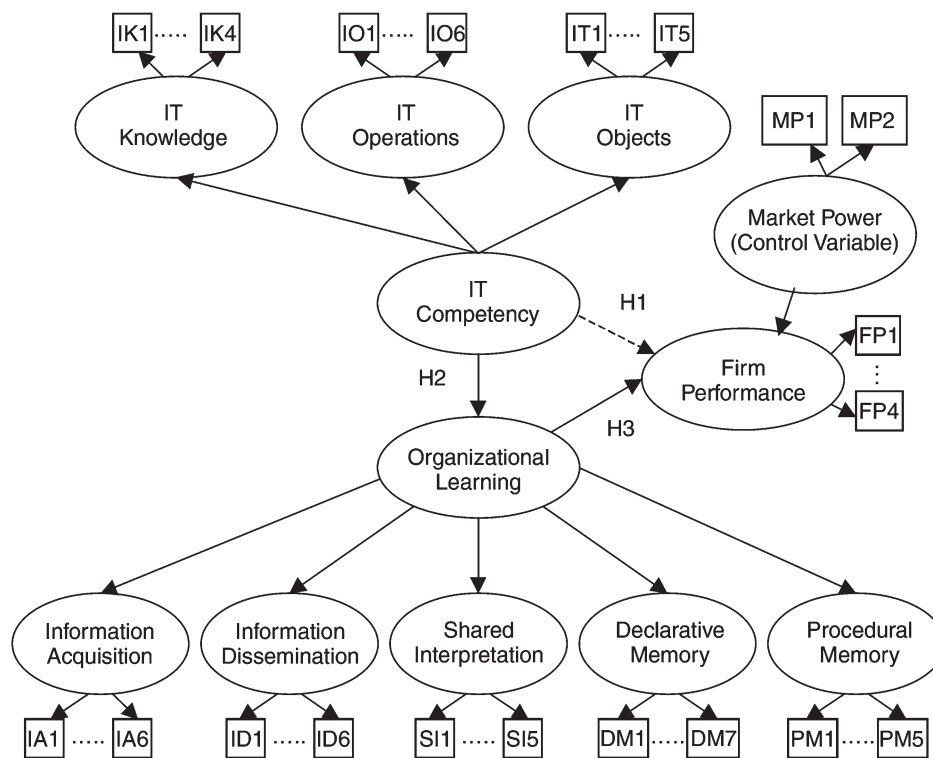 IK1 ..... IK4
IO1 ..... IO6
IT1 ..... IT5
IT
Knowledge
IT
Operations
IT
Objects
MP1
MP2
Market Power
(Control Variable)
IT
Competency
H1
H2
FP1
Firm
Performance
FP4
H3
Organizational
Learning
Information
Acquisition
Information
Dissemination
Shared
Interpretation
Declarative
Memory
Procedural
Memory
IA1 ..... IA6
ID1 ..... ID6
SI1 ..... SI5
DM1 ..... DM7
PM1 ..... PM5